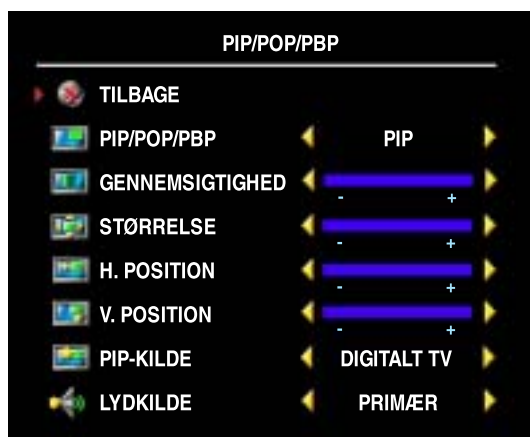 PIP/POP/PBP
TILBAGE
PIP/POP/PBP PIP
GENNEMSIGTIGHED
- +
STØRRELSE
- +
H. POSITION
- +
V. POSITION
- +
PIP-KILDE DIGITALT TV
LYDKILDE PRIMÆR